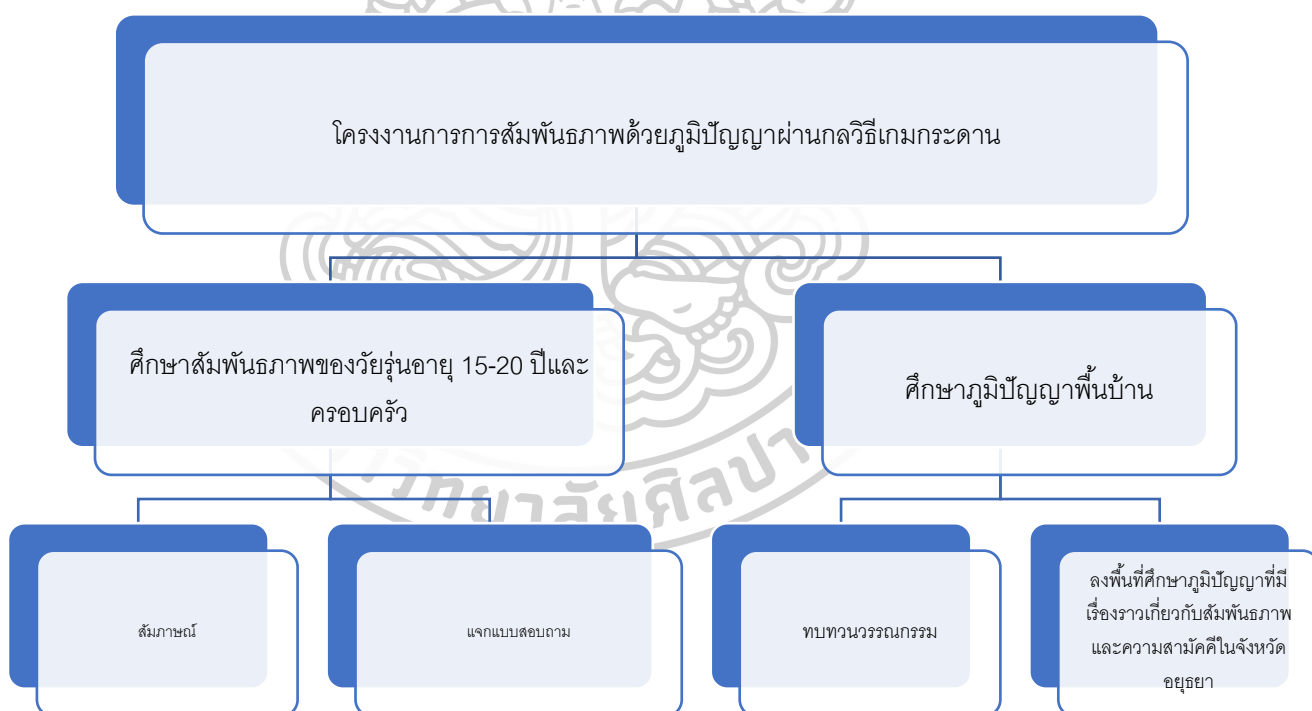 โครงงานการการสัมพันธภาพด้วยภูมิปัญญาผ่านกลวิธีเกมกระดาน
ศึกษาสัมพันธภาพของวัยรุ่นอายุ 15-20 ปีและ
ครอบครัว
ศึกษาภูมิปัญญาพื้นบ้าน
สัมภาษณ์
แจกแบบสอบถาม
ทบทวนวรรณกรรม
ลงพื้นที่ศึกษาภูมิปัญญาที่มี
เรื่องราวเกี่ยวกับสัมพันธภาพ
และความสามัคคีในจังหวัด
อยุธยา